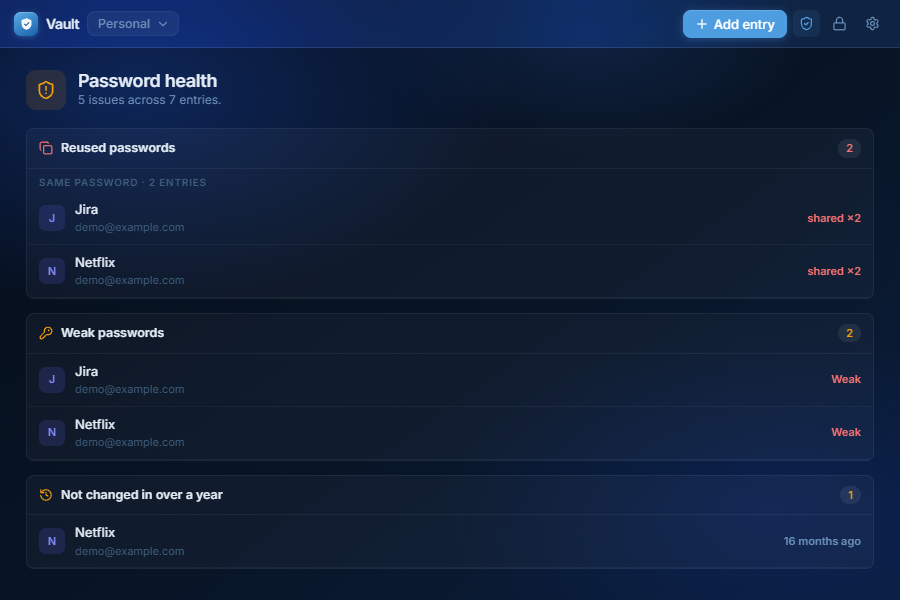 Vault Personal Add entry
Password health
5 issues across 7 entries.
Reused passwords 2
SAME PASSWORD · 2 ENTRIES
J Jira
demo@example.com shared ×2
N Netflix
demo@example.com shared ×2
Weak passwords 2
J Jira
demo@example.com Weak
N Netflix
demo@example.com Weak
Not changed in over a year 1
N Netflix
demo@example.com 16 months ago